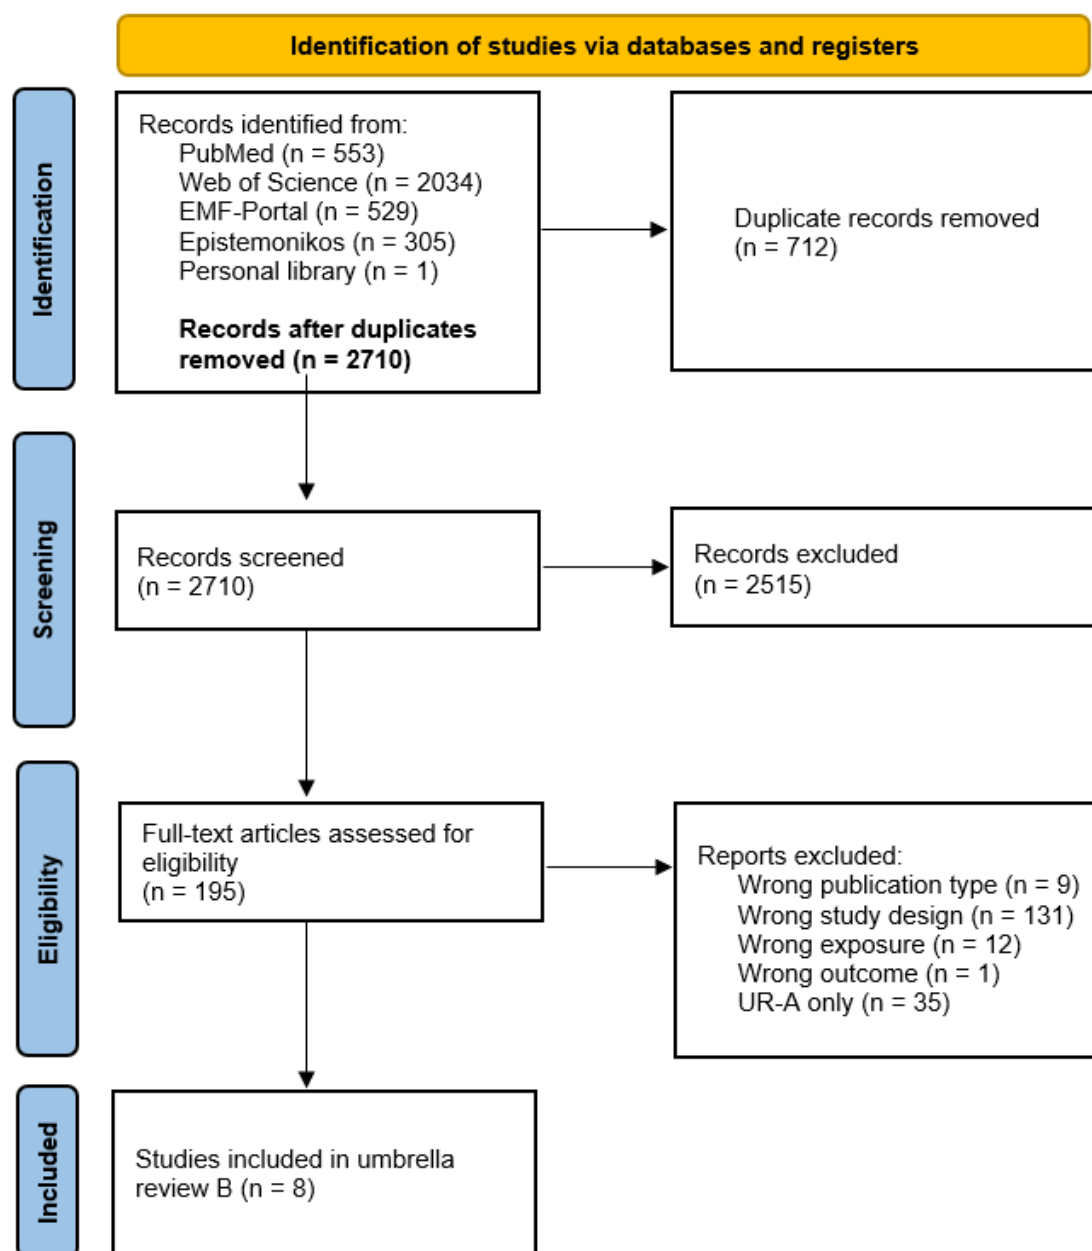 Identification of studies via databases and registers
Identification
Records identified from:
PubMed (n = 553)
Web of Science (n = 2034)
EMF-Portal (n = 529)
Epistemonikos (n = 305)
Personal library (n = 1)
Records after duplicates
removed (n = 2710)
Duplicate records removed
(n = 712)
Screening
Records screened
(n = 2710)
Records excluded
(n = 2515)
Eligibility
Full-text articles assessed for
eligibility
(n = 195)
Reports excluded:
Wrong publication type (n = 9)
Wrong study design (n = 131)
Wrong exposure (n = 12)
Wrong outcome (n = 1)
UR-A only (n = 35)
Included
Studies included in umbrella
review B (n = 8)